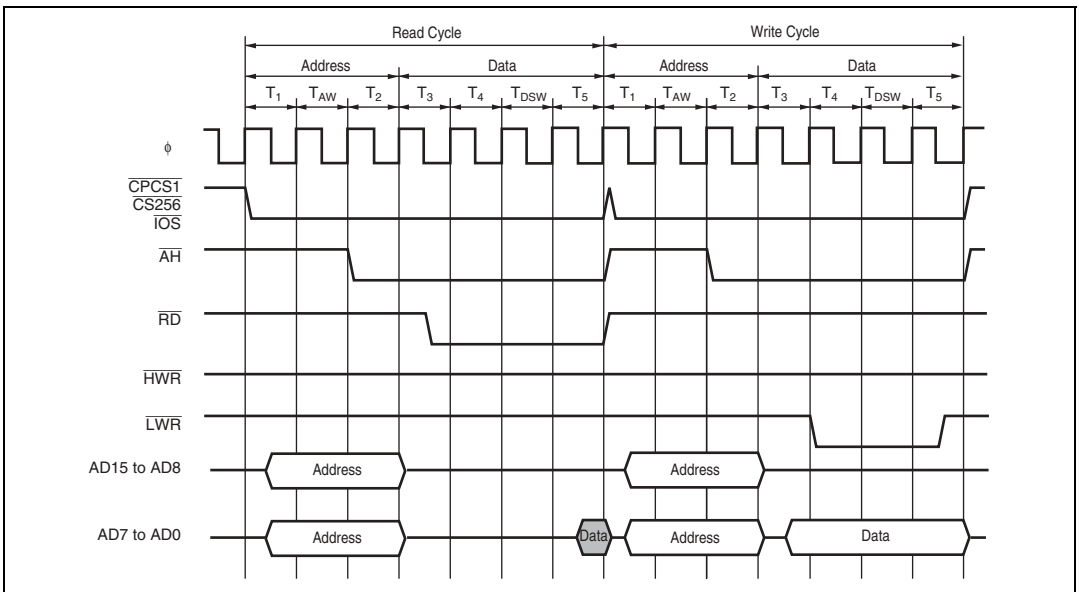 Read Cycle Write Cycle
Address Data Address Data
T1 TAW T2 T3 T4 TDSW T5 T1 TAW T2 T3 T4 TDSW T5
φ
CPCS1
CS256
IOS
AH
RD
HWR
LWR
AD15 to AD8 Address Address
AD7 to AD0 Address Data Address Data